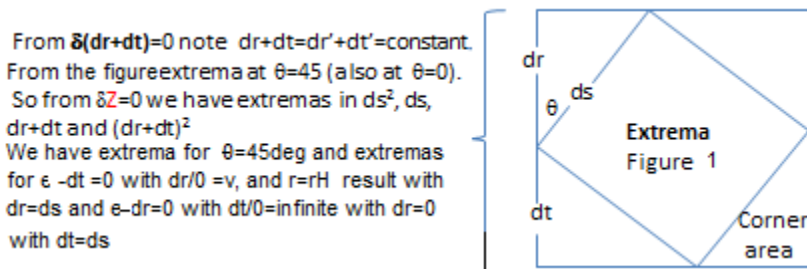 From δ(dr+dt)=0 note dr+dt=dr’+dt’=constant.
From the figureextrema at θ=45 (also at θ=0).
So from δZ=0 we have extremas in ds², ds,
dr+dt and (dr+dt)²
We have extrema for θ=45deg and extremas
for ϵ -dt =0 with dr/0 =v, and r=rH result with
dr=ds and e-dr=0 with dt/0=infinite with dr=0
with dt=ds
dr
ds
θ
Extrema
Figure 1
dt
Corner
area